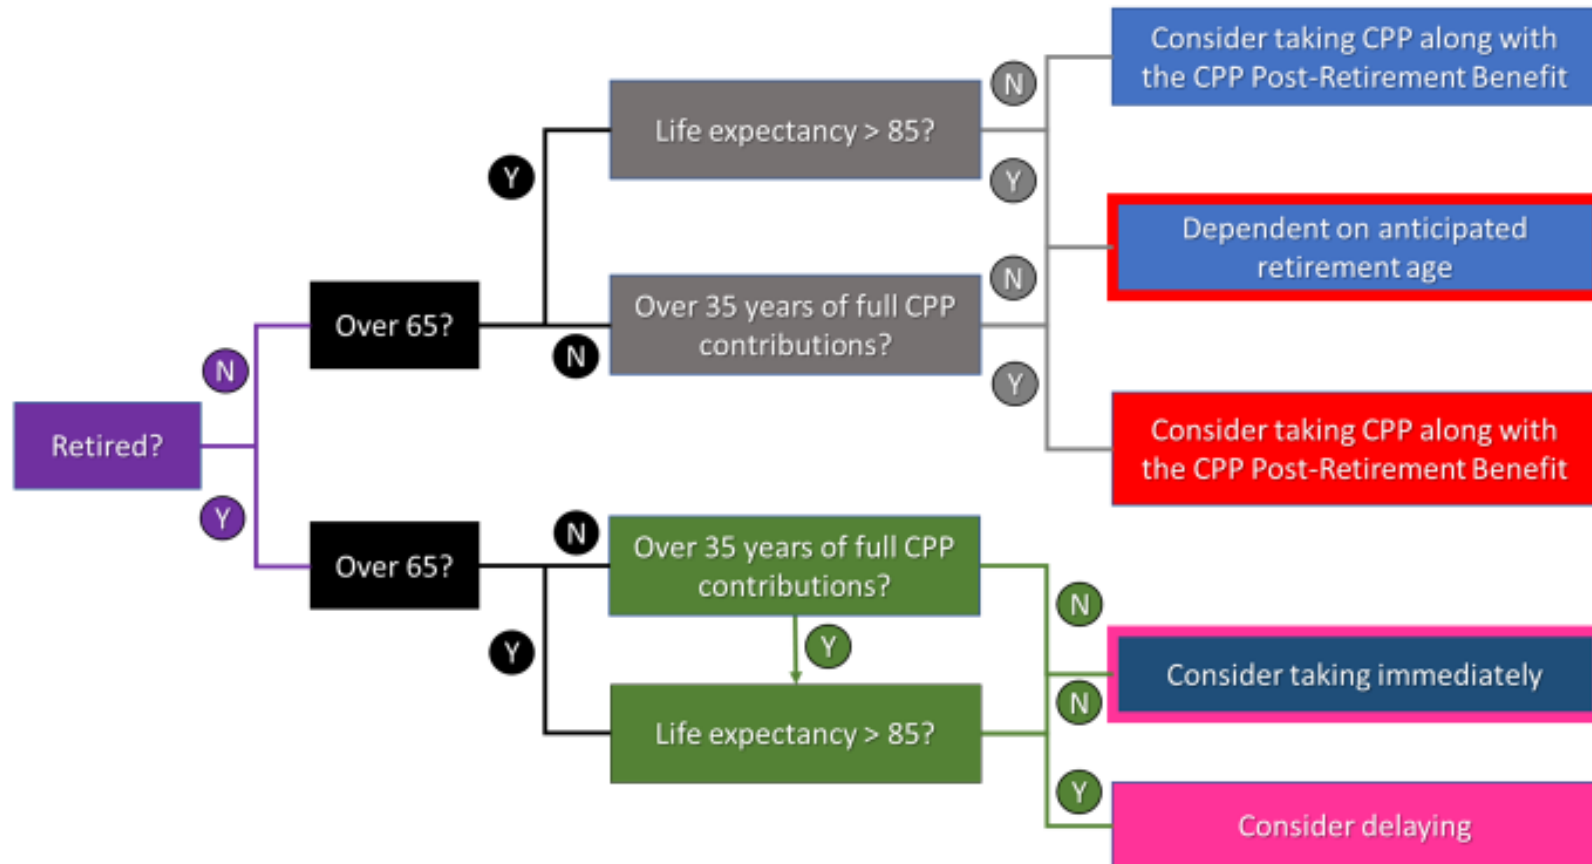 Consider taking CPP along with
the CPP Post-Retirement Benefit
N
Life expectancy > 85?
Y
Y
Dependent on anticipated
retirement age
N
Over 35 years of full CPP
contributions?
Over 65?
N
N
Y
Retired?
Consider taking CPP along with
the CPP Post-Retirement Benefit
Y
N
Over 35 years of full CPP
contributions?
Over 65?
N
Y
Y
Consider taking immediately
N
Life expectancy > 85?
Y
Consider delaying